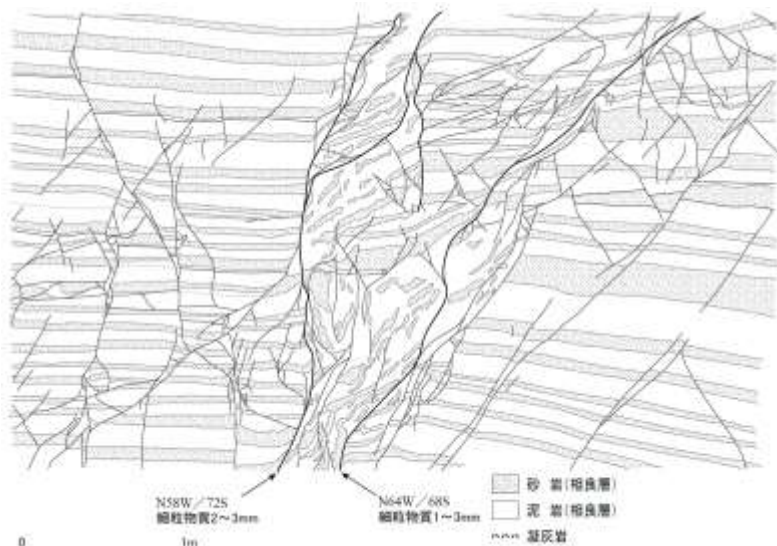 N58W／72S
細粒物質2～3mm
N64W／68S
細粒物質1～3mm
砂 岩(相良層)
泥 岩(相良層)
凝灰岩
0 1m